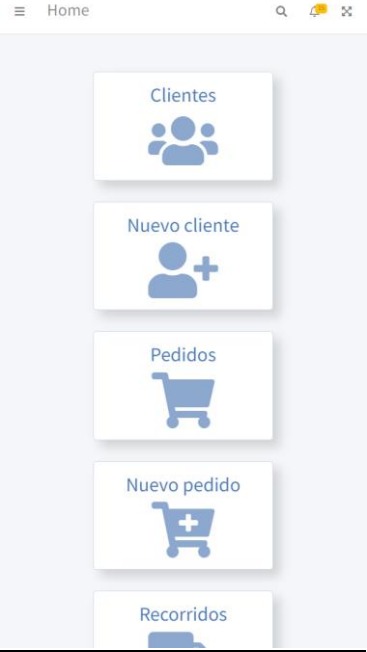 Home
Clientes
Nuevo cliente
Pedidos
Nuevo pedido
Recorridos